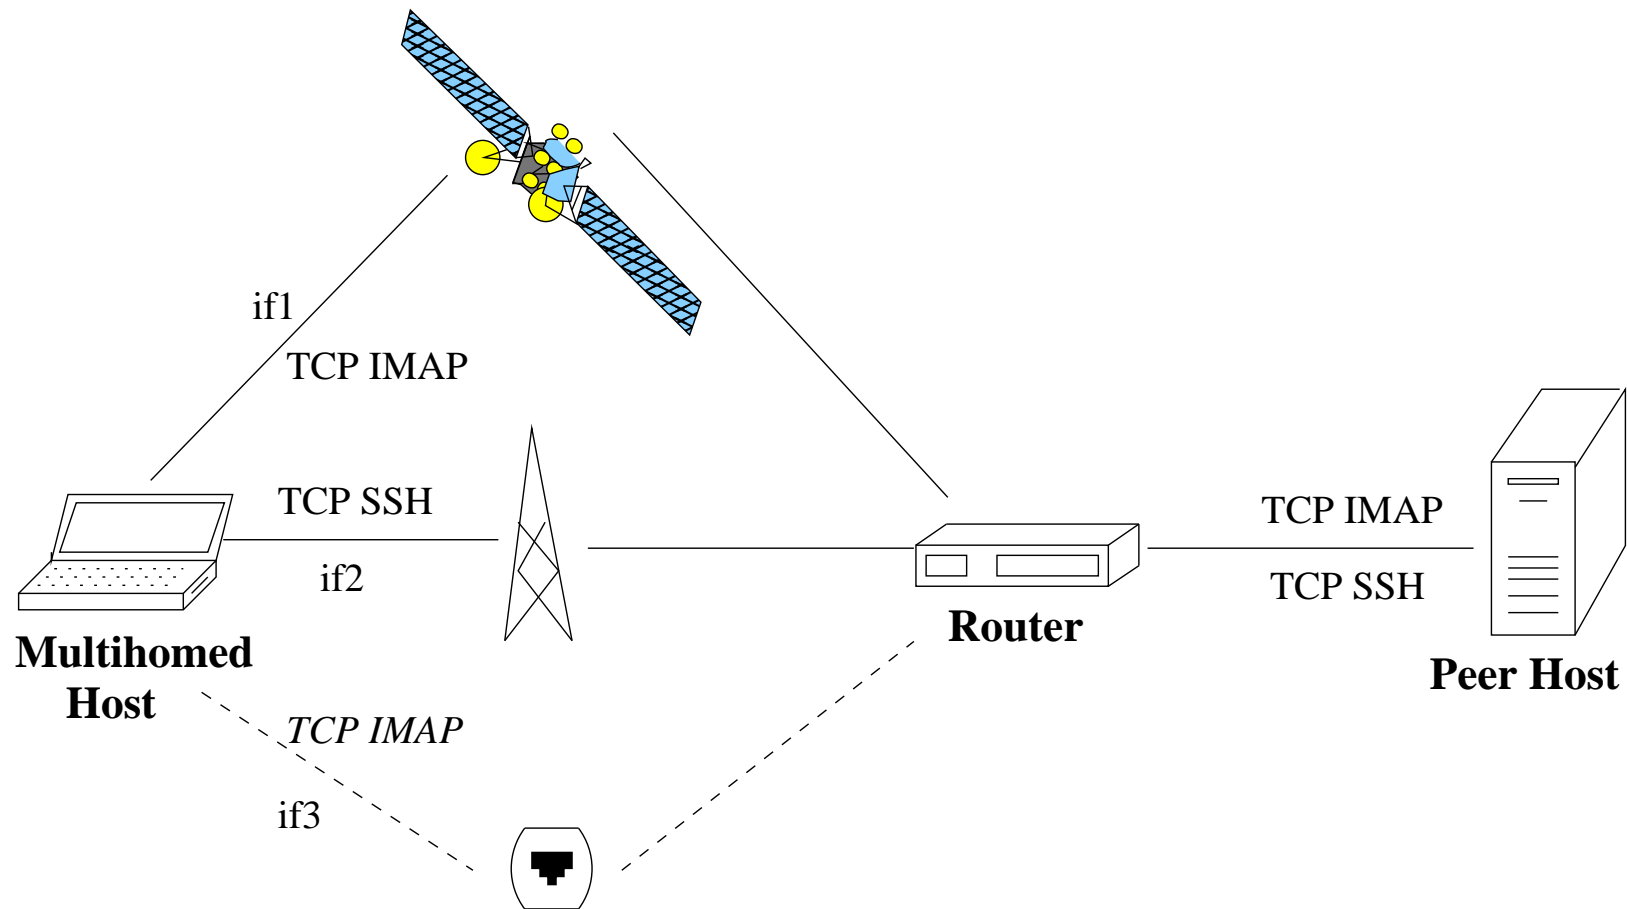 if1
TCP IMAP
TCP SSH
if2
TCP IMAP
TCP SSH
Router
Multihomed
Host
Peer Host
TCP IMAP
if3